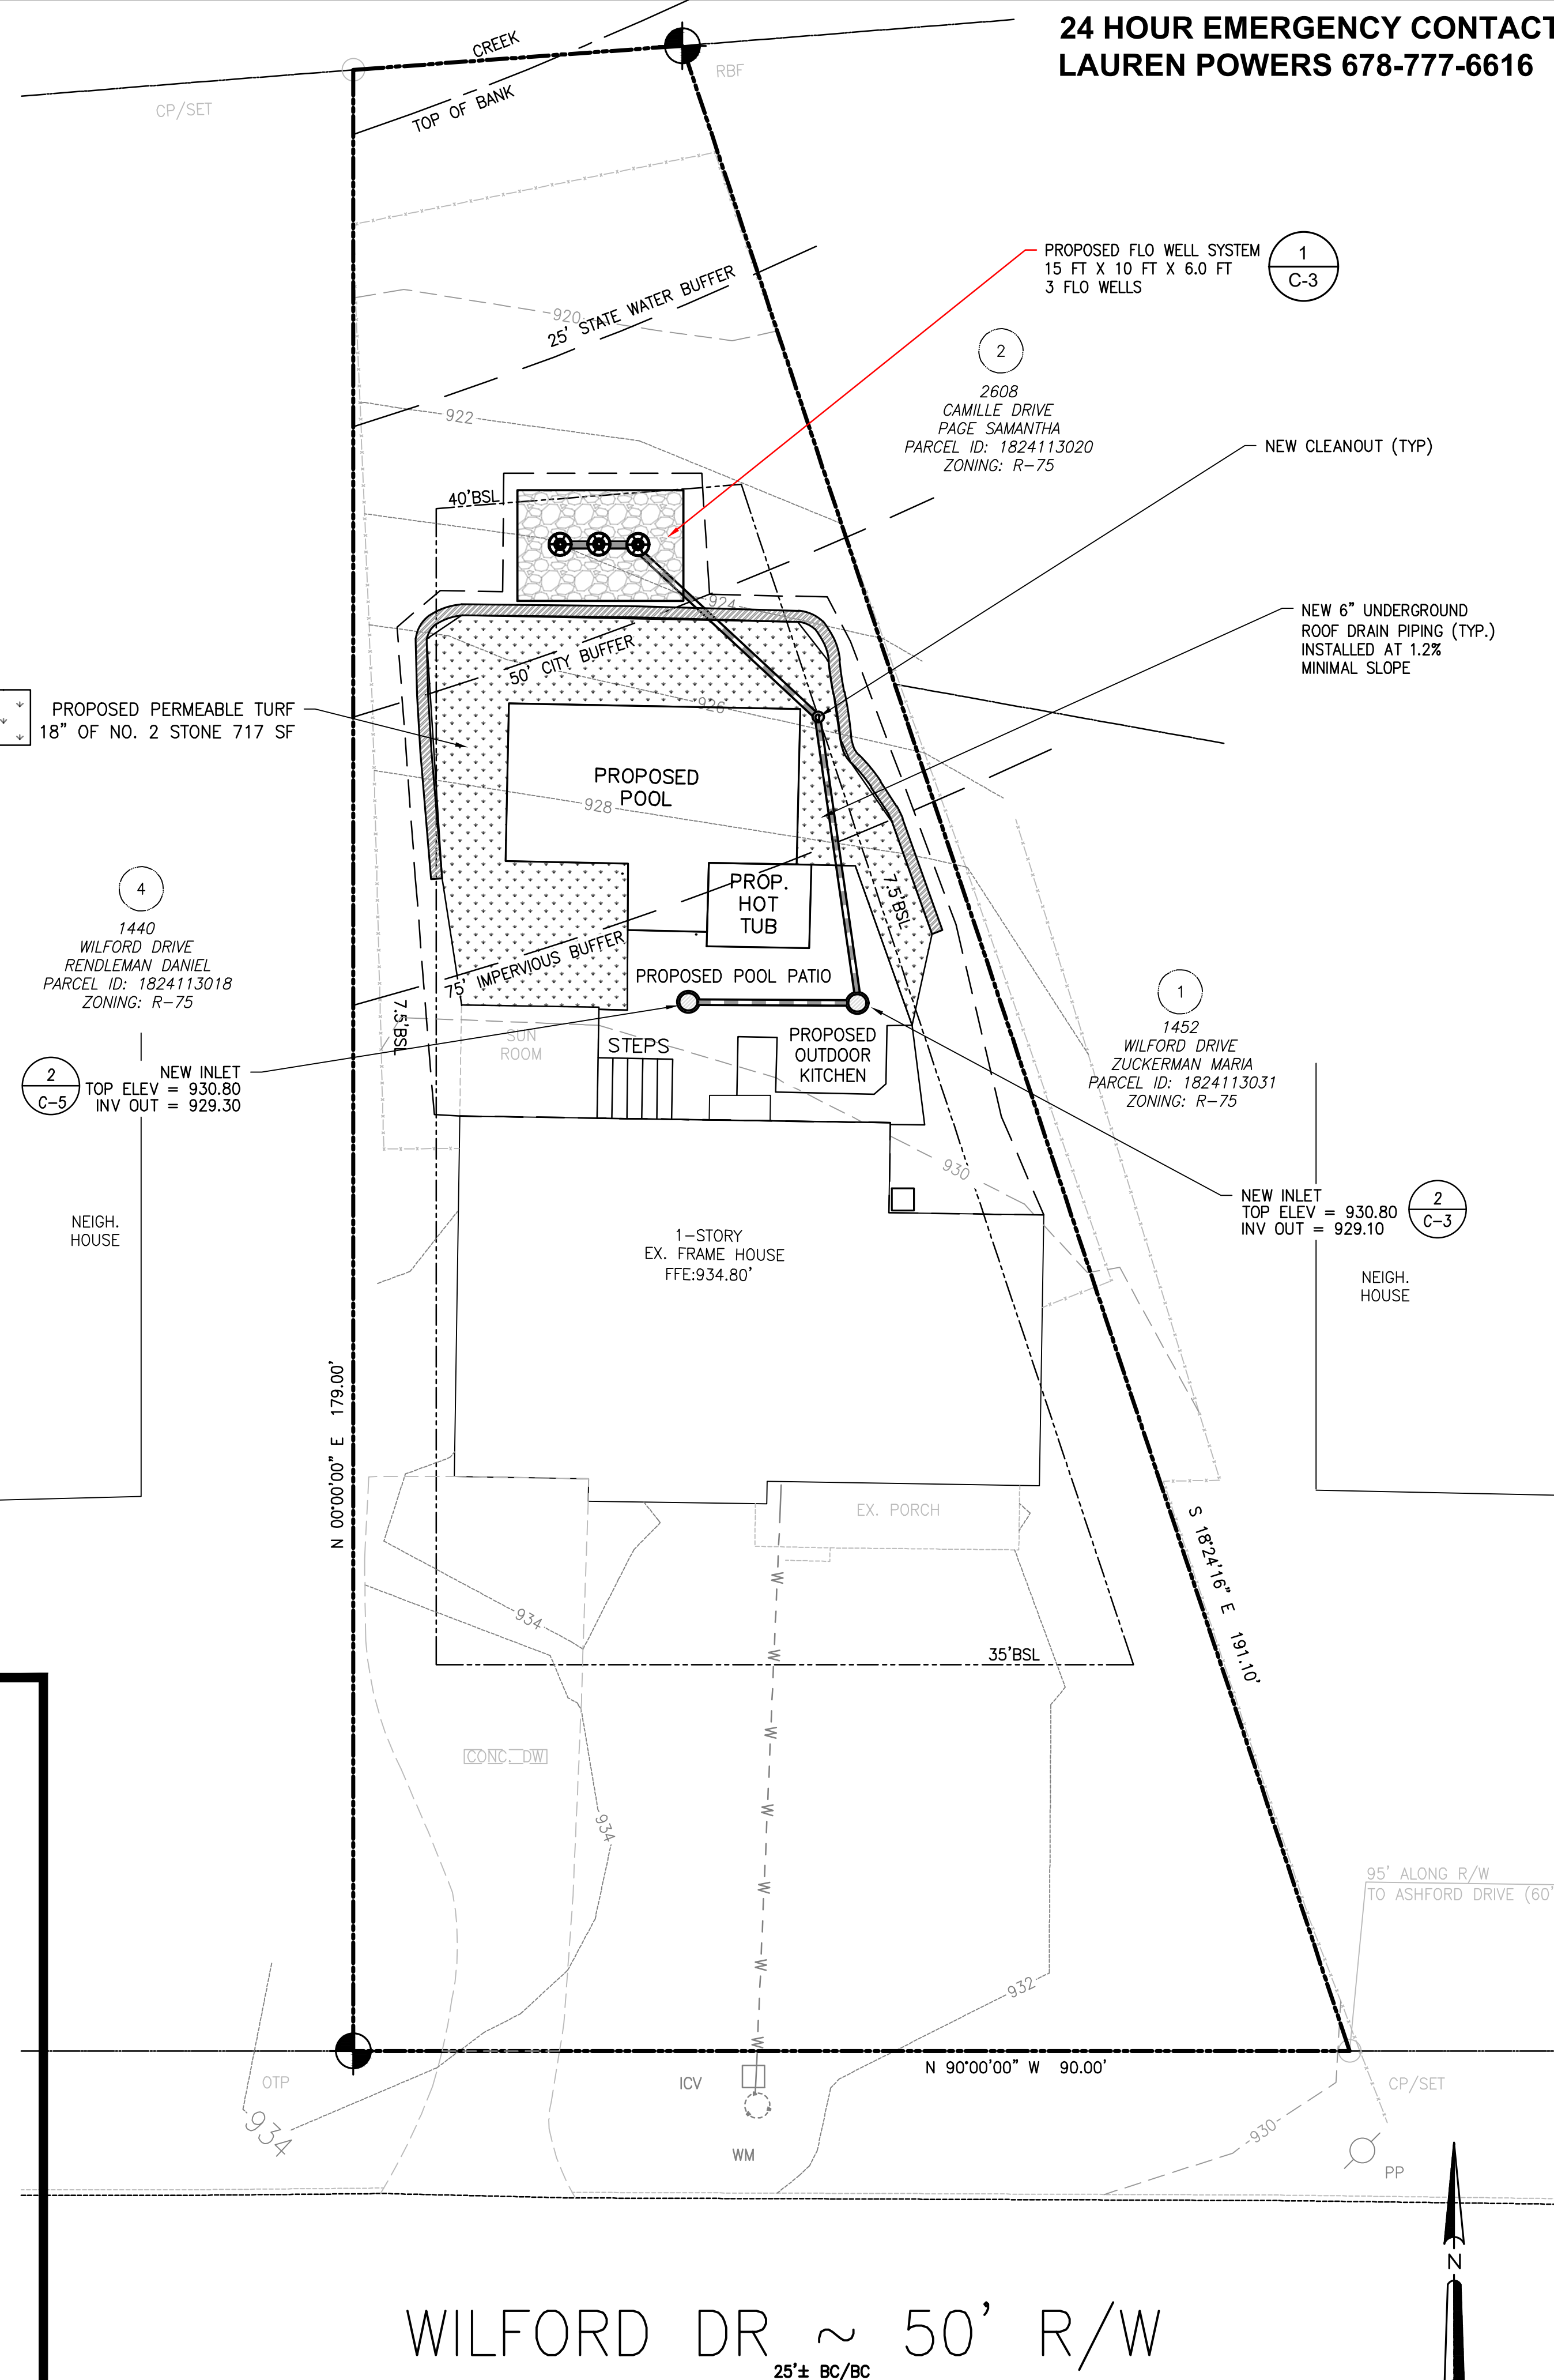 24 HOUR EMERGENCY CONTACT
LAUREN POWERS 678-777-6616
CREEK
RBF
CP/SET
TOP OF BANK
PROPOSED FLO WELL SYSTEM
15 FT X 10 FT X 6.0 FT
3 FLO WELLS
1
C-3
920
25' STATE WATER BUFFER
2
2608
CAMILLE DRIVE
PAGE SAMANTHA
PARCEL ID: 1824113020
ZONING: R-75
922
NEW CLEANOUT (TYP)
40'BSL
924
NEW 6" UNDERGROUND
ROOF DRAIN PIPING (TYP.)
INSTALLED AT 1.2%
MINIMAL SLOPE
50' CITY BUFFER
926
PROPOSED PERMEABLE TURF
18" OF NO. 2 STONE 717 SF
PROPOSED
POOL
928
PROP.
HOT
TUB
7.5'BSL
4
1440
WILFORD DRIVE
RENDLEMAN DANIEL
PARCEL ID: 1824113018
ZONING: R-75
75' IMPERVIOUS BUFFER
PROPOSED POOL PATIO
7.5'BSL
SUN
ROOM
STEPS
PROPOSED
OUTDOOR
KITCHEN
1
1452
WILFORD DRIVE
ZUCKERMAN MARIA
PARCEL ID: 1824113031
ZONING: R-75
2
C-5
NEW INLET
TOP ELEV = 930.80
INV OUT = 929.30
930
NEW INLET
TOP ELEV = 930.80
INV OUT = 929.10
2
C-3
NEIGH.
HOUSE
1-STORY
EX. FRAME HOUSE
FFE:934.80'
NEIGH.
HOUSE
N 00°00'00" E 179.00'
EX. PORCH
S 18°24'16" E 191.10'
934
W
W
35'BSL
W
CONC. DW
934
W
W
95' ALONG R/W
TO ASHFORD DRIVE (60'
W
932
W
N 90°00'00" W 90.00'
OTP
ICV
CP/SET
934
930
WM
PP
N
WILFORD DR ~ 50' R/W
25'± BC/BC